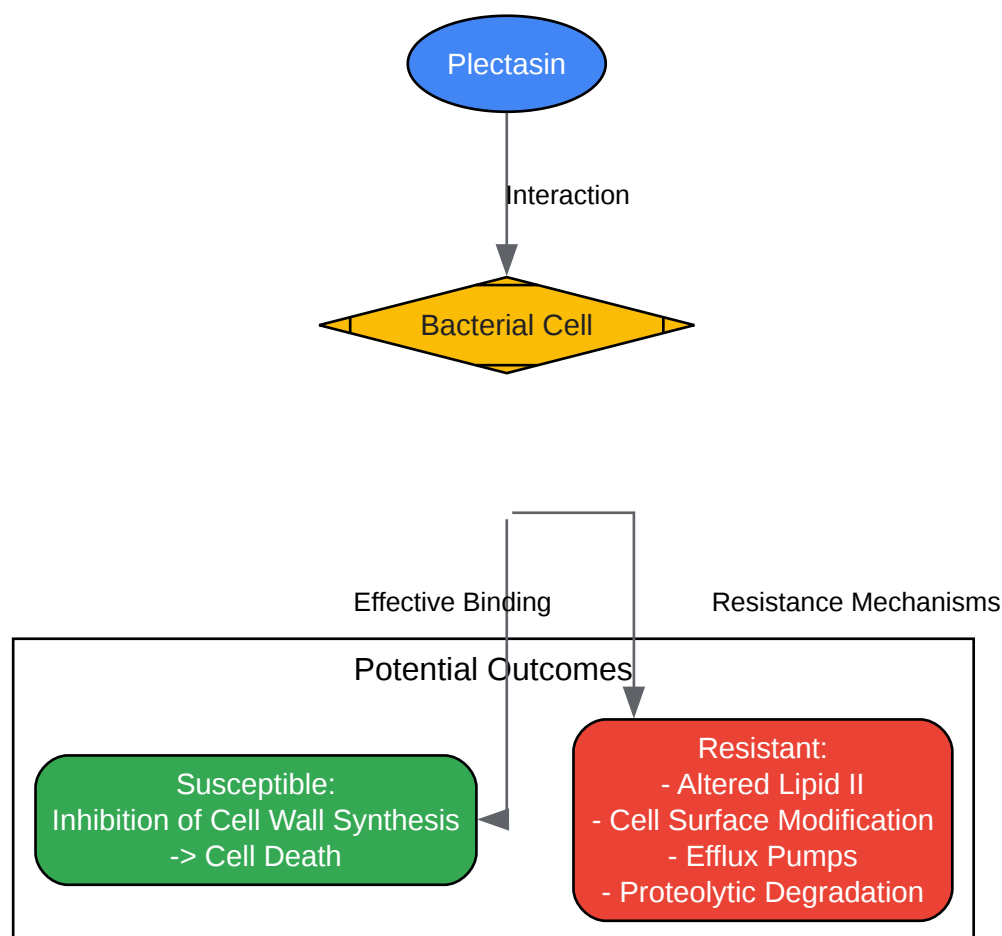 Plectasin
Interaction
Bacterial Cell
Effective Binding
Resistance Mechanisms
Potential Outcomes
Susceptible:
Inhibition of Cell Wall Synthesis
-> Cell Death
Resistant:
- Altered Lipid II
- Cell Surface Modification
- Efflux Pumps
- Proteolytic Degradation